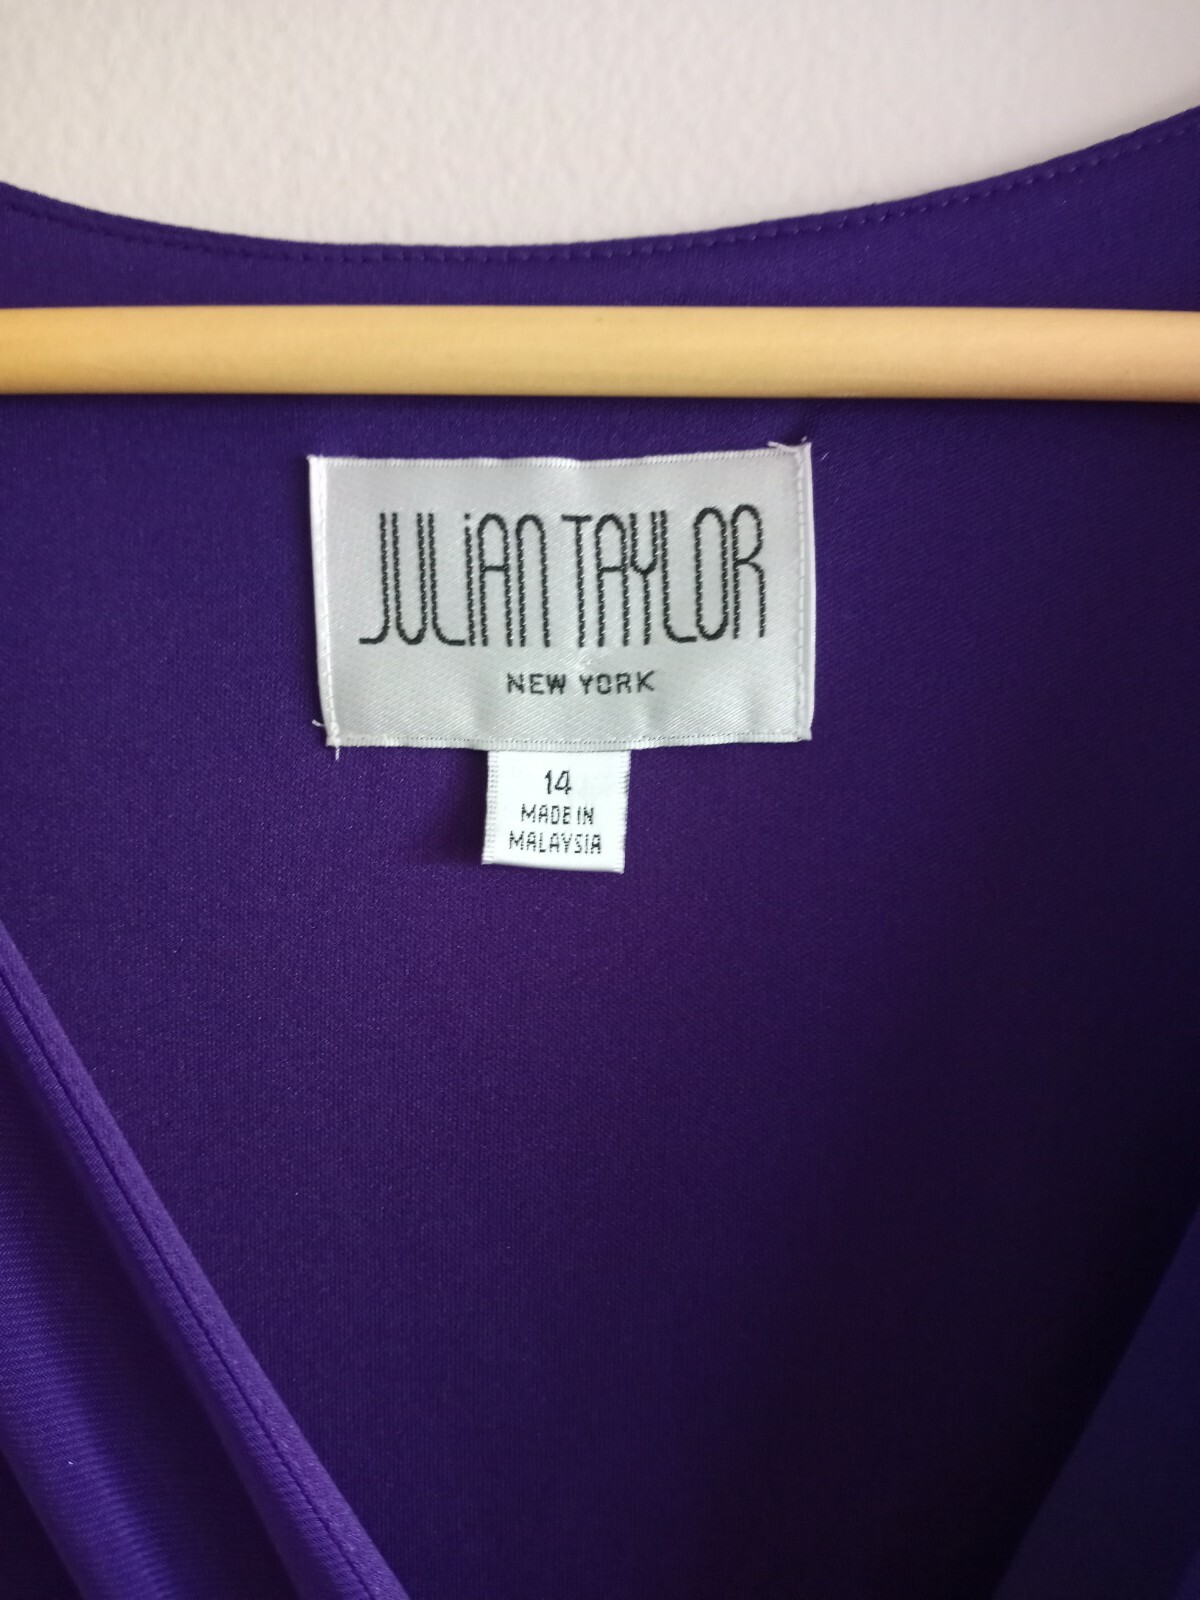 JULiAN TAYLOR
NEW YORK
14
MADE IN
MALAYSIA